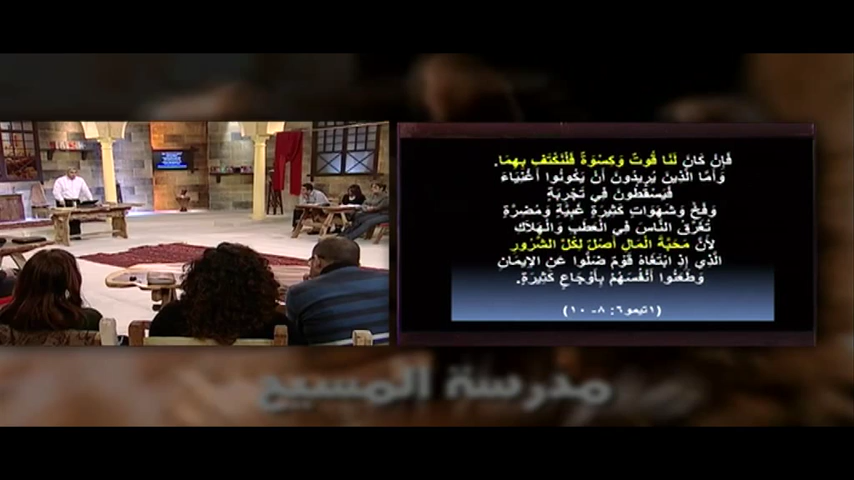 فَإِنْ كَانَ لَنَا قُوتٌ وَكِسْوَةٌ فَلْنَكْتَفِ بِهِمَا.
وَأَمَّا الَّذِينَ يُرِيدُونَ أَنْ يَكُونُوا أَغْنِيَاءَ
فَيَسْقُطُونَ فِي تَجْرِبَةٍ
وَفَخٍّ وَشَهَوَاتٍ كَثِيرَةٍ غَبِيَّةٍ وَمُضِرَّةٍ
تُغَرِّقُ النَّاسَ فِي الْعَطَبِ وَالْهَلاَكِ
لأَنَّ مَحَبَّةَ الْمَالِ أَصْلٌ لِكُلِّ الشُّرُورِ
الَّذِي إِذِ ابْتَغَاهُ قَوْمٌ ضَلُّوا عَنِ الإِيمَانِ
وَطَعَنُوا أَنْفُسَهُمْ بِأَوْجَاعٍ كَثِيرَةٍ.
(١تيمو٦: ٨- ١٠)
مدرسة المسيح